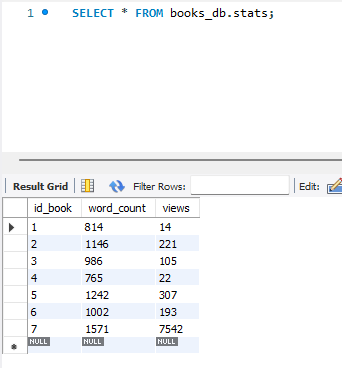 1 SELECT * FROM books_db.stats;
Result Grid Filter Rows: Edit:
id_book word_count views
1 814 14
2 1146 221
3 986 105
4 765 22
5 1242 307
6 1002 193
7 1571 7542
NULL NULL NULL